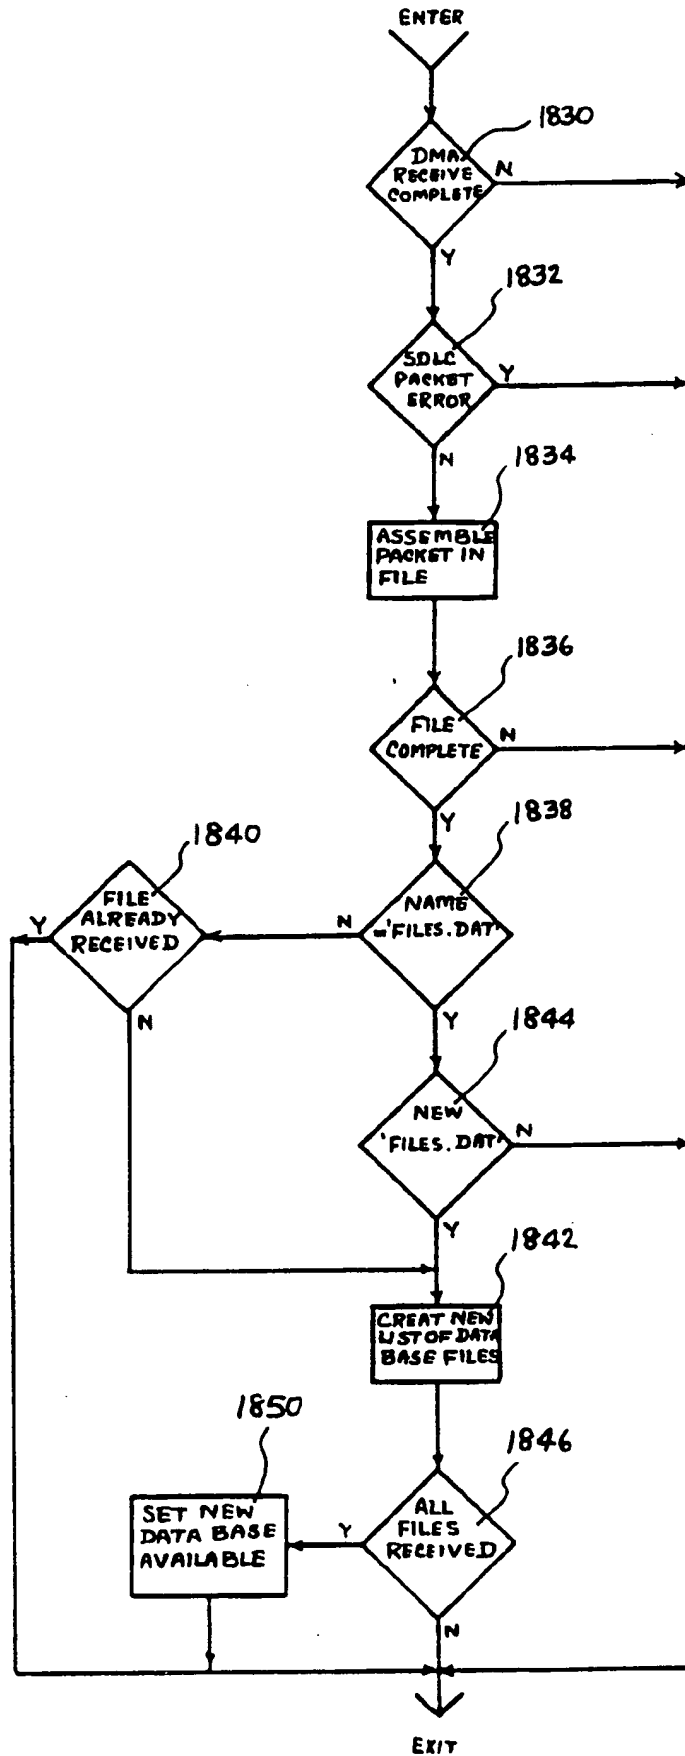 ENTER
1830
DMA
RECEIVE
COMPLETE
N
Y
1832
SDLC
PACKET
ERROR
Y
N
1834
ASSEMBLE
PACKET IN
FILE
1836
FILE
COMPLETE
N
Y
1838
1840
NAME
='FILES.DAT'
N
FILE
ALREADY
RECEIVED
Y
N
Y
1844
NEW
'FILES.DAT'
N
Y
1842
CREAT NEW
LIST OF DATA
BASE FILES
1850
1846
ALL
FILES
RECEIVED
Y
SET NEW
DATA BASE
AVAILABLE
N
EXIT